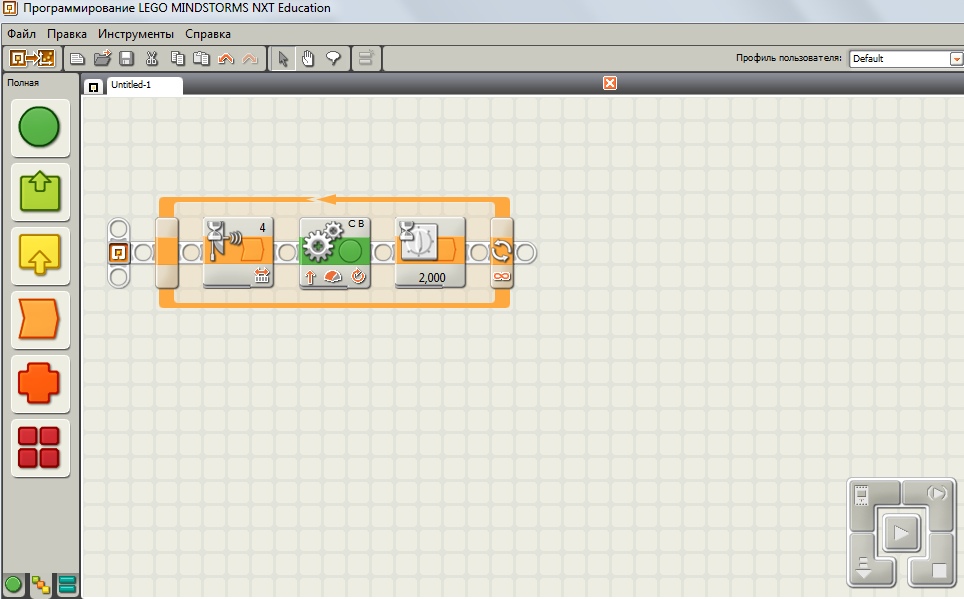 Программирование LEGO MINDSTORMS NXT Education
Файл Правка Инструменты Справка
Профиль пользователя: Default
Полная
Untitled-1
4
C B
2,000